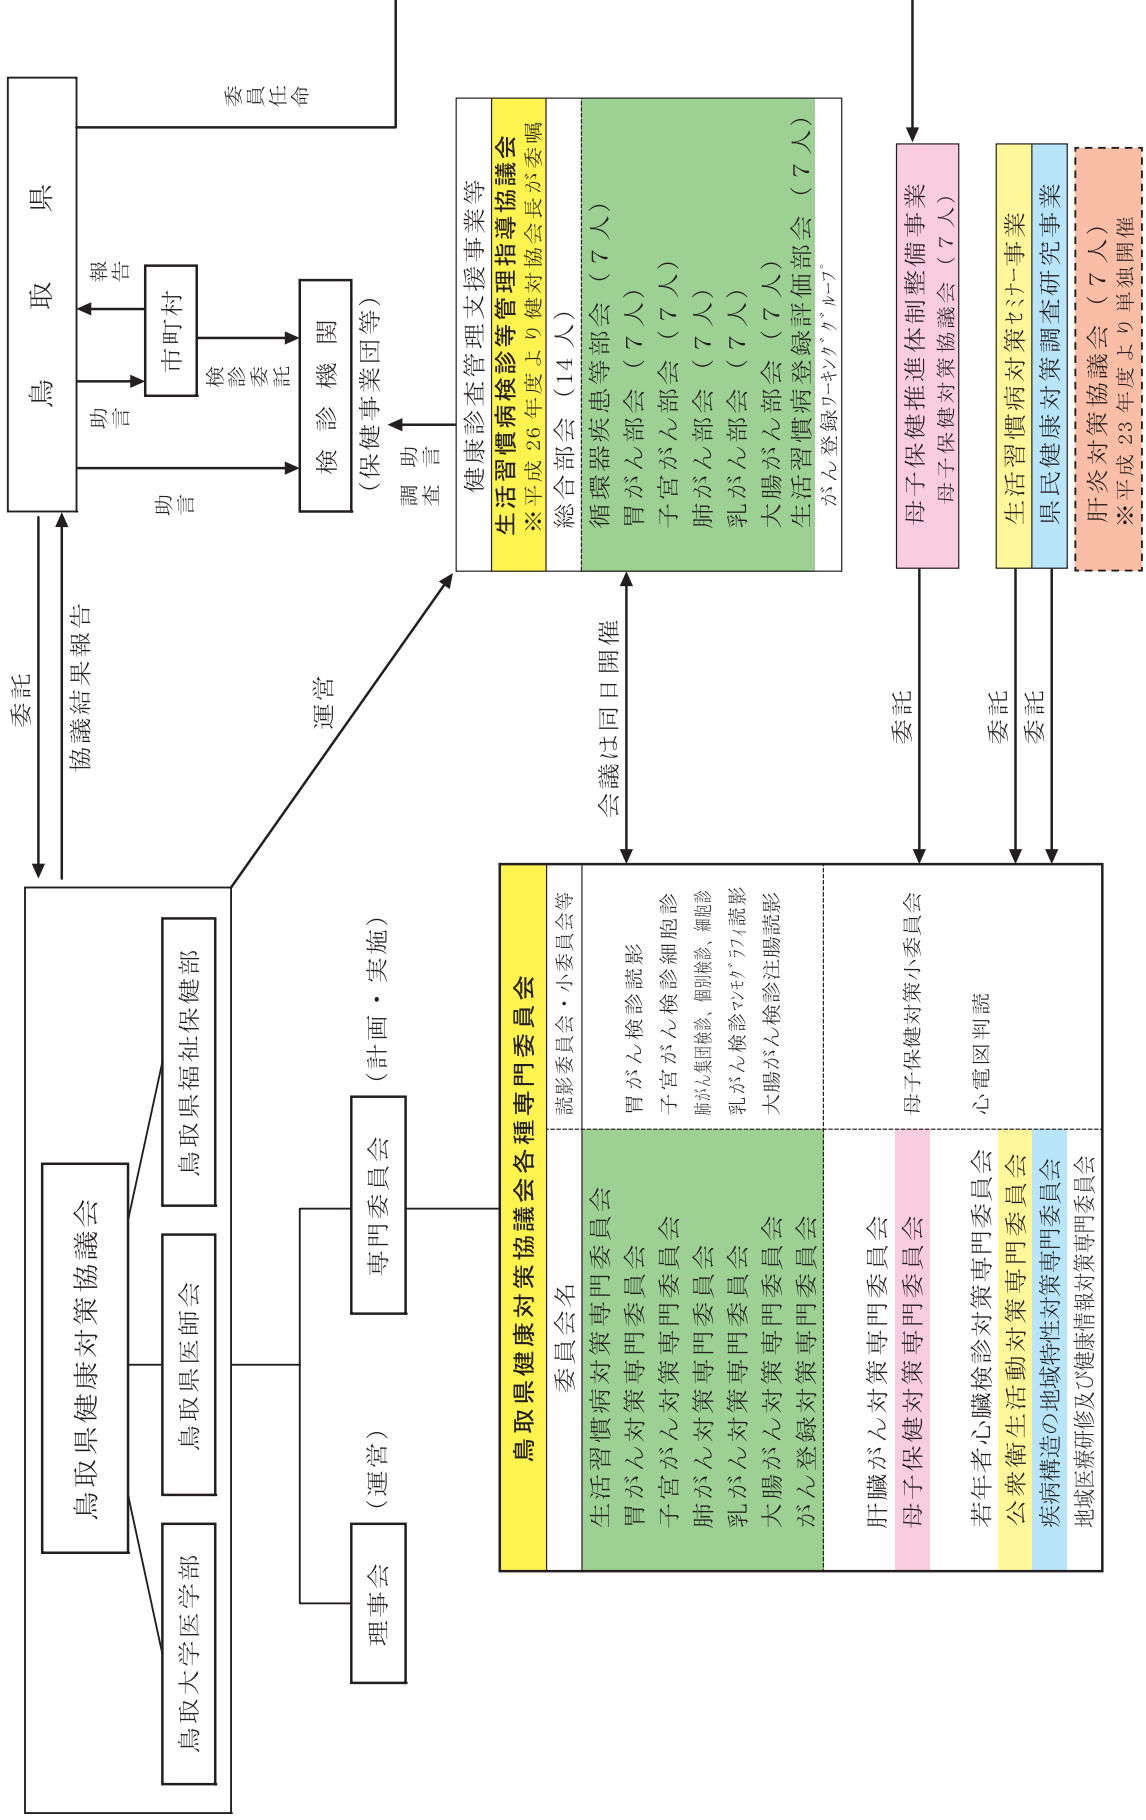 鳥取県健康対策協議会
鳥取大学医学部
鳥取県医師会
鳥取県福祉保健部
理事会
（運営）
専門委員会
（計画・実施）
委託
協議結果報告
運営
鳥取県
助言
報告
市町村
助言
検診委託
検診機関
（保健事業団等）
委員任命
調査
助言
健康診査管理支援事業等
生活習慣病検診等管理指導協議会
※平成 26 年度より健対協会長が委嘱
総合部会（14 人）
循環器疾患等部会（７人）
胃がん部会（７人）
子宮がん部会（７人）
肺がん部会（７人）
乳がん部会（７人）
大腸がん部会（７人）
生活習慣病登録評価部会（７人）
がん登録ﾜｰｷﾝｸﾞｸﾞﾙｰﾌﾟ
会議は同日開催
鳥取県健康対策協議会各種専門委員会
委員会名
読影委員会・小委員会等
生活習慣病対策専門委員会
胃がん対策専門委員会
胃がん検診読影
子宮がん対策専門委員会
子宮がん検診細胞診
肺がん対策専門委員会
肺がん集団検診、個別検診、細胞診
乳がん対策専門委員会
乳がん検診ﾏﾝﾓｸﾞﾗﾌｨ読影
大腸がん対策専門委員会
大腸がん検診注腸読影
がん登録対策専門委員会
肝臓がん対策専門委員会
母子保健対策専門委員会
母子保健対策小委員会
若年者心臓検診対策専門委員会
心電図判読
公衆衛生活動対策専門委員会
疾病構造の地域特性対策専門委員会
地域医療研修及び健康情報対策専門委員会
委託
委託
委託
母子保健推進体制整備事業
母子保健対策協議会（７人）
生活習慣病対策ｾﾐﾅｰ事業
県民健康対策調査研究事業
肝炎対策協議会（７人）
※平成 23 年度より単独開催